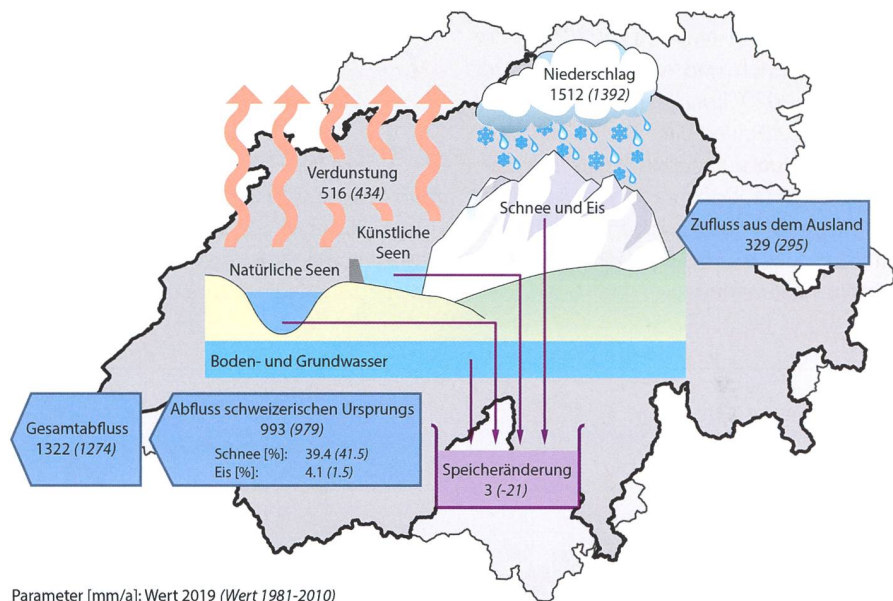 Niederschlag
1512 (1392)
Verdunstung
516 (434)
Schnee und Eis
Zufluss aus dem Ausland
329 (295)
Künstliche
Seen
Natürliche Seen
Boden- und Grundwasser
Gesamtabfluss
1322 (1274)
Abfluss schweizerischen Ursprungs
993 (979)
Schnee [%]: 39.4 (41.5)
Eis [%]: 4.1 (1.5)
Speicheränderung
3 (-21)
Parameter [mm/a]: Wert 2019 (Wert 1981-2010)